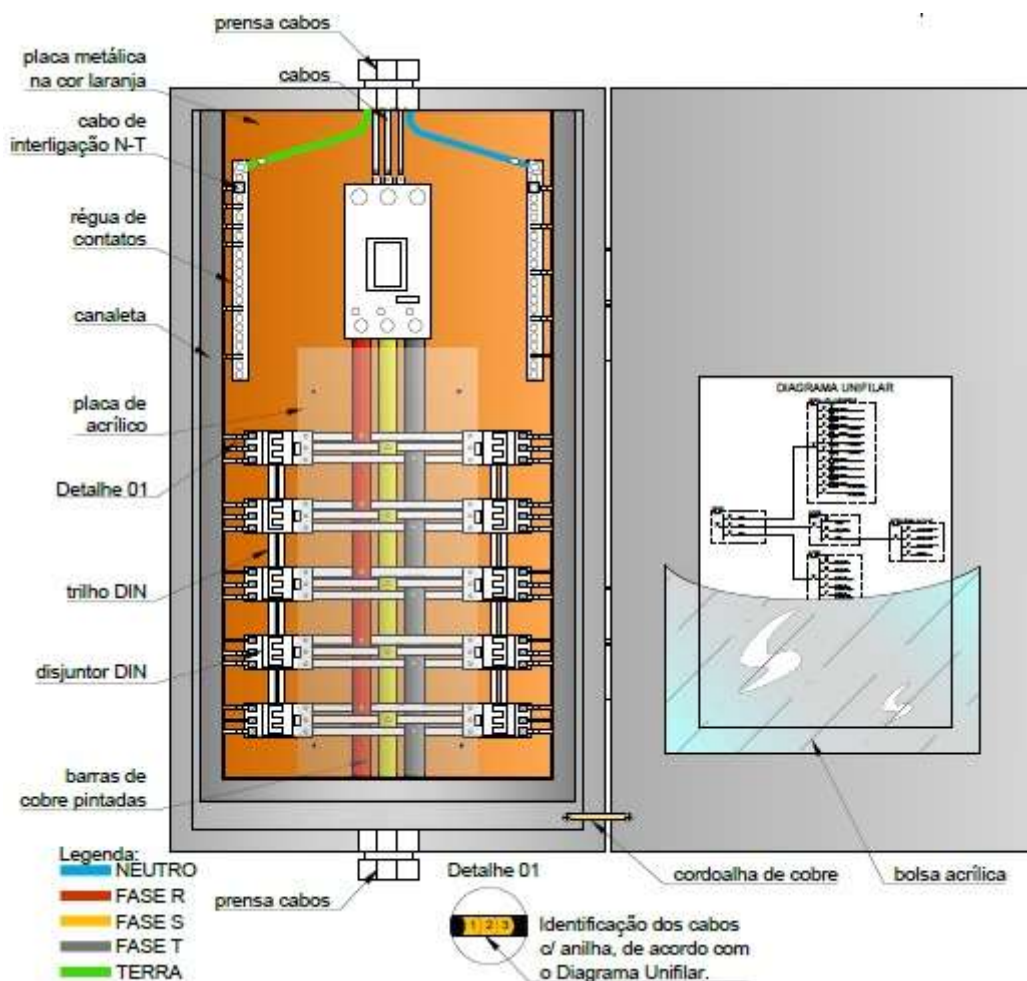 prensa cabos
placa metálica
na cor laranja
cabos
cabo de
interligação N-T
régua de
contatos
canaleta
placa de
acrílico
Detalhe 01
trilho DIN
disjuntor DIN
barras de
cobre pintadas
DIAGRAMA UNIFILAR
Legenda:
NEUTRO
FASE R
FASE S
FASE T
TERRA
prensa cabos
Detalhe 01
1 2 3
Identificação dos cabos
c/ anilha, de acordo com
o Diagrama Unifilar.
cordoalha de cobre
bolsa acrílica